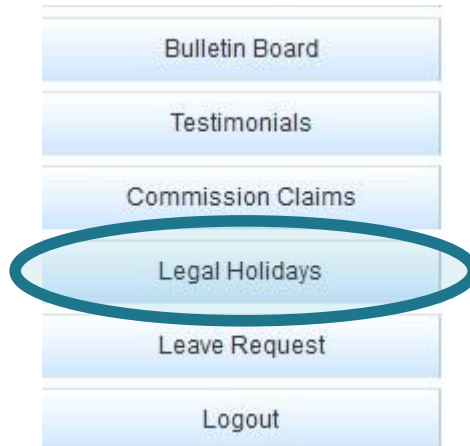 Bulletin Board
Testimonials
Commission Claims
Legal Holidays
Leave Request
Logout